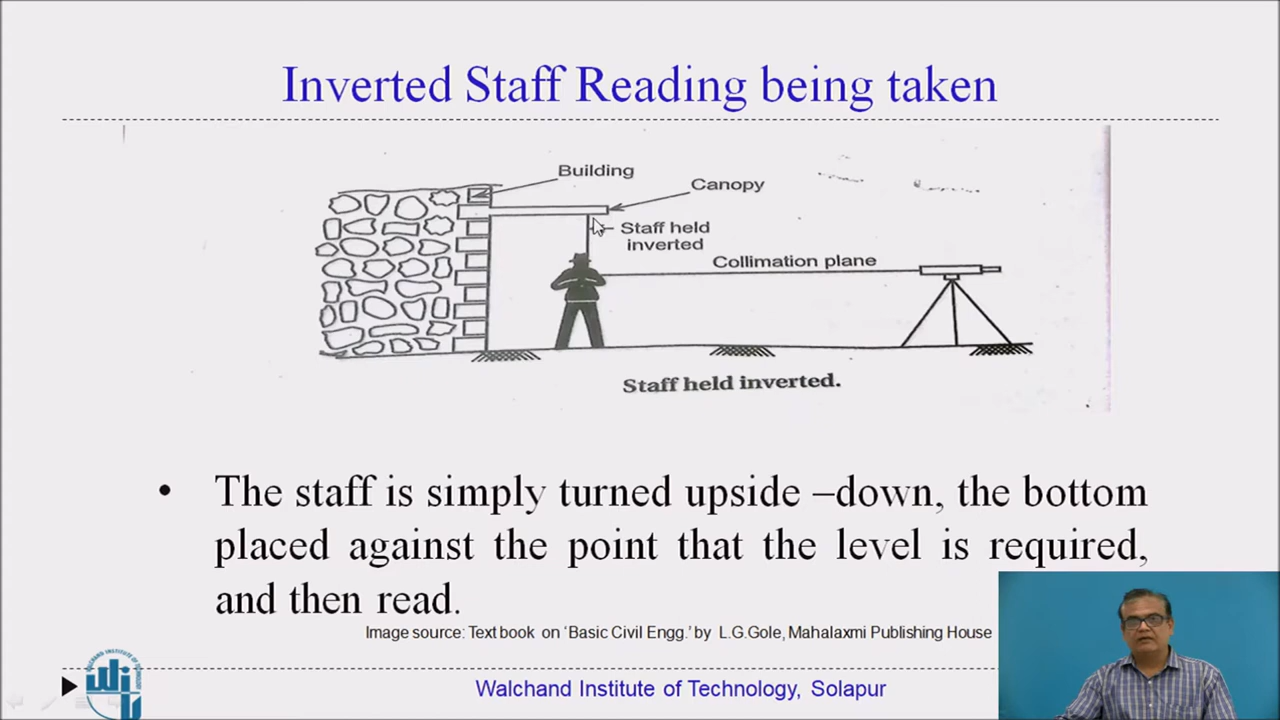 Inverted Staff Reading being taken
Building
Canopy
Staff held
inverted
Collimation plane
Staff held inverted.
• The staff is simply turned upside –down, the bottom
placed against the point that the level is required,
and then read.
Image source: Text book on ‘Basic Civil Engg.’ by L.G.Gole, Mahalaxmi Publishing House
Walchand Institute of Technology, Solapur